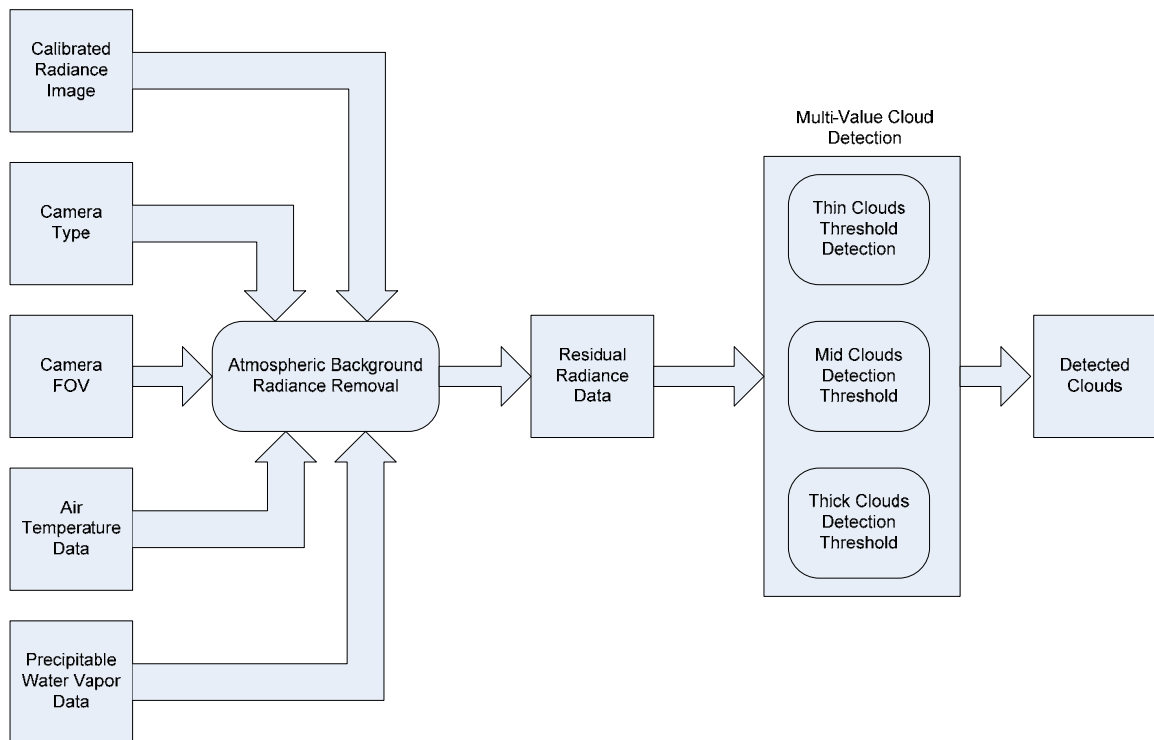 Calibrated
Radiance
Image
Camera
Type
Camera
FOV
Air
Temperature
Data
Precipitable
Water Vapor
Data
Atmospheric Background
Radiance Removal
Residual
Radiance
Data
Multi-Value Cloud
Detection
Thin Clouds
Threshold
Detection
Mid Clouds
Detection
Threshold
Thick Clouds
Detection
Threshold
Detected
Clouds